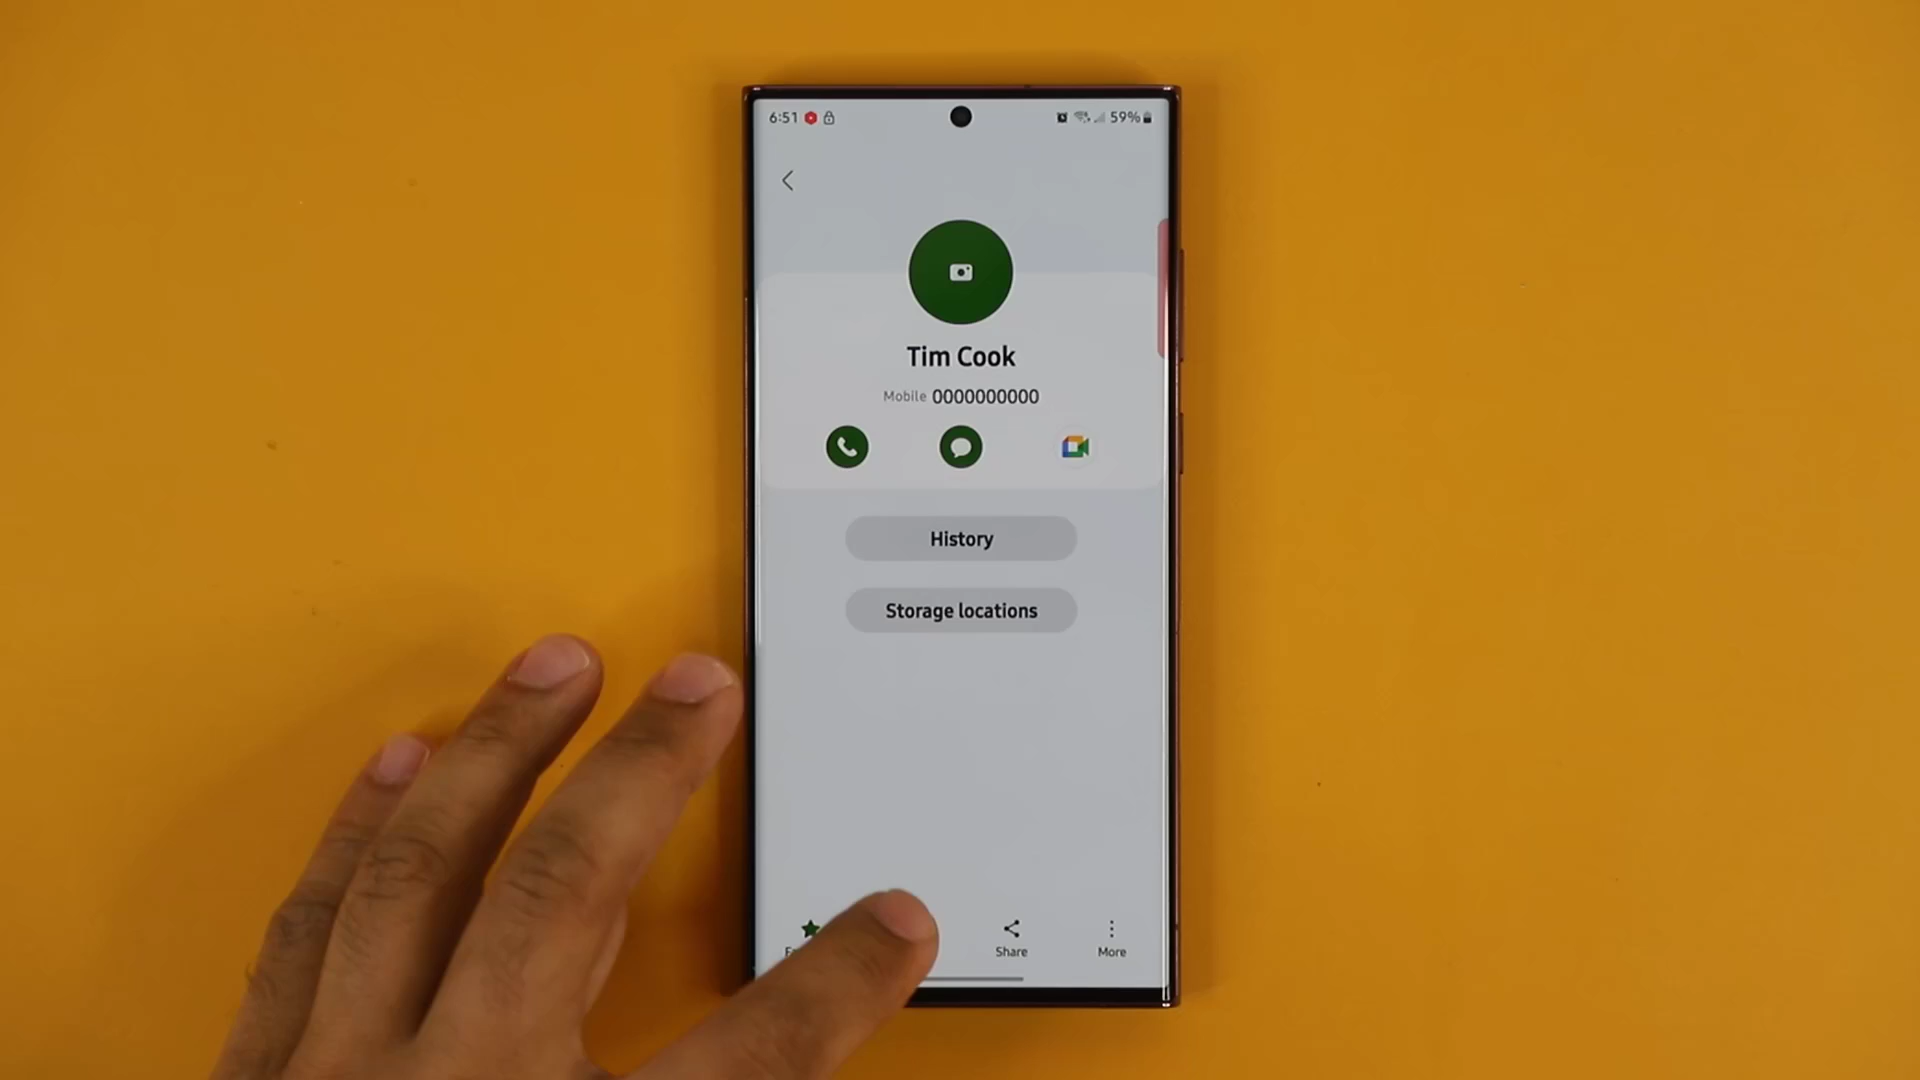 6:51 59%
Tim Cook
Mobile 0000000000
History
Storage locations
Share More